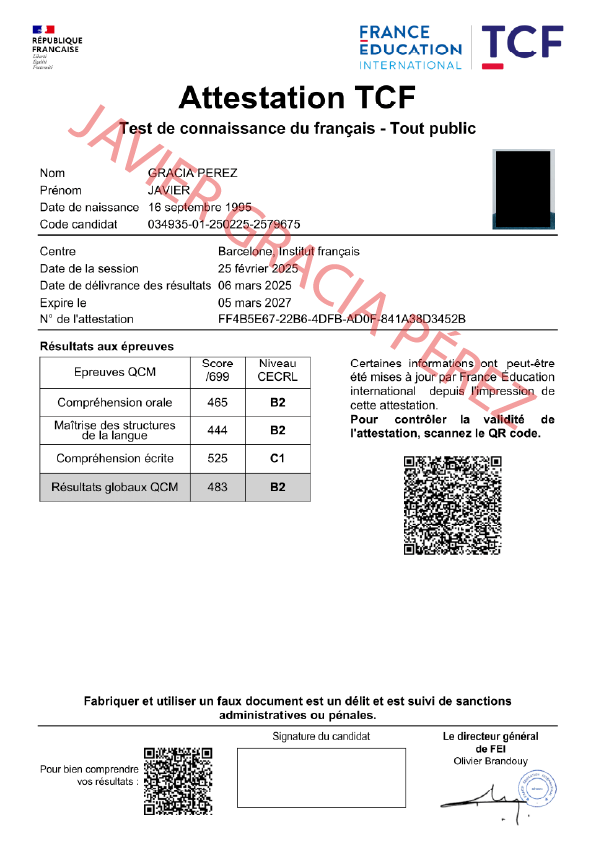 RÉPUBLIQUE
FRANÇAISE
Liberté
Égalité
Fraternité
FRANCE
ÉDUCATION
INTERNATIONAL
TCF
Attestation TCF
Test de connaissance du français - Tout public
Nom GRACIA PEREZ
Prénom JAVIER
Date de naissance 16 septembre 1995
Code candidat 034935-01-250225-2579675
Centre Barcelone, Institut français
Date de la session 25 février 2025
Date de délivrance des résultats 06 mars 2025
Expire le 05 mars 2027
N° de l'attestation FF4B5E67-22B6-4DFB-AD0F-841A38D3452B
JAVIER GRACIA PÉREZ
Résultats aux épreuves
Epreuves QCM Score /699 Niveau CECRL
Compréhension orale 465 B2
Maîtrise des structures de la langue 444 B2
Compréhension écrite 525 C1
Résultats globaux QCM 483 B2
Certaines informations ont peut-être
été mises à jour par France Éducation
international depuis l'impression de
cette attestation.
Pour contrôler la validité de
l'attestation, scannez le QR code.
Fabriquer et utiliser un faux document est un délit et est suivi de sanctions
administratives ou pénales.
Pour bien comprendre
vos résultats :
Signature du candidat
Le directeur général
de FEI
Olivier Brandouy